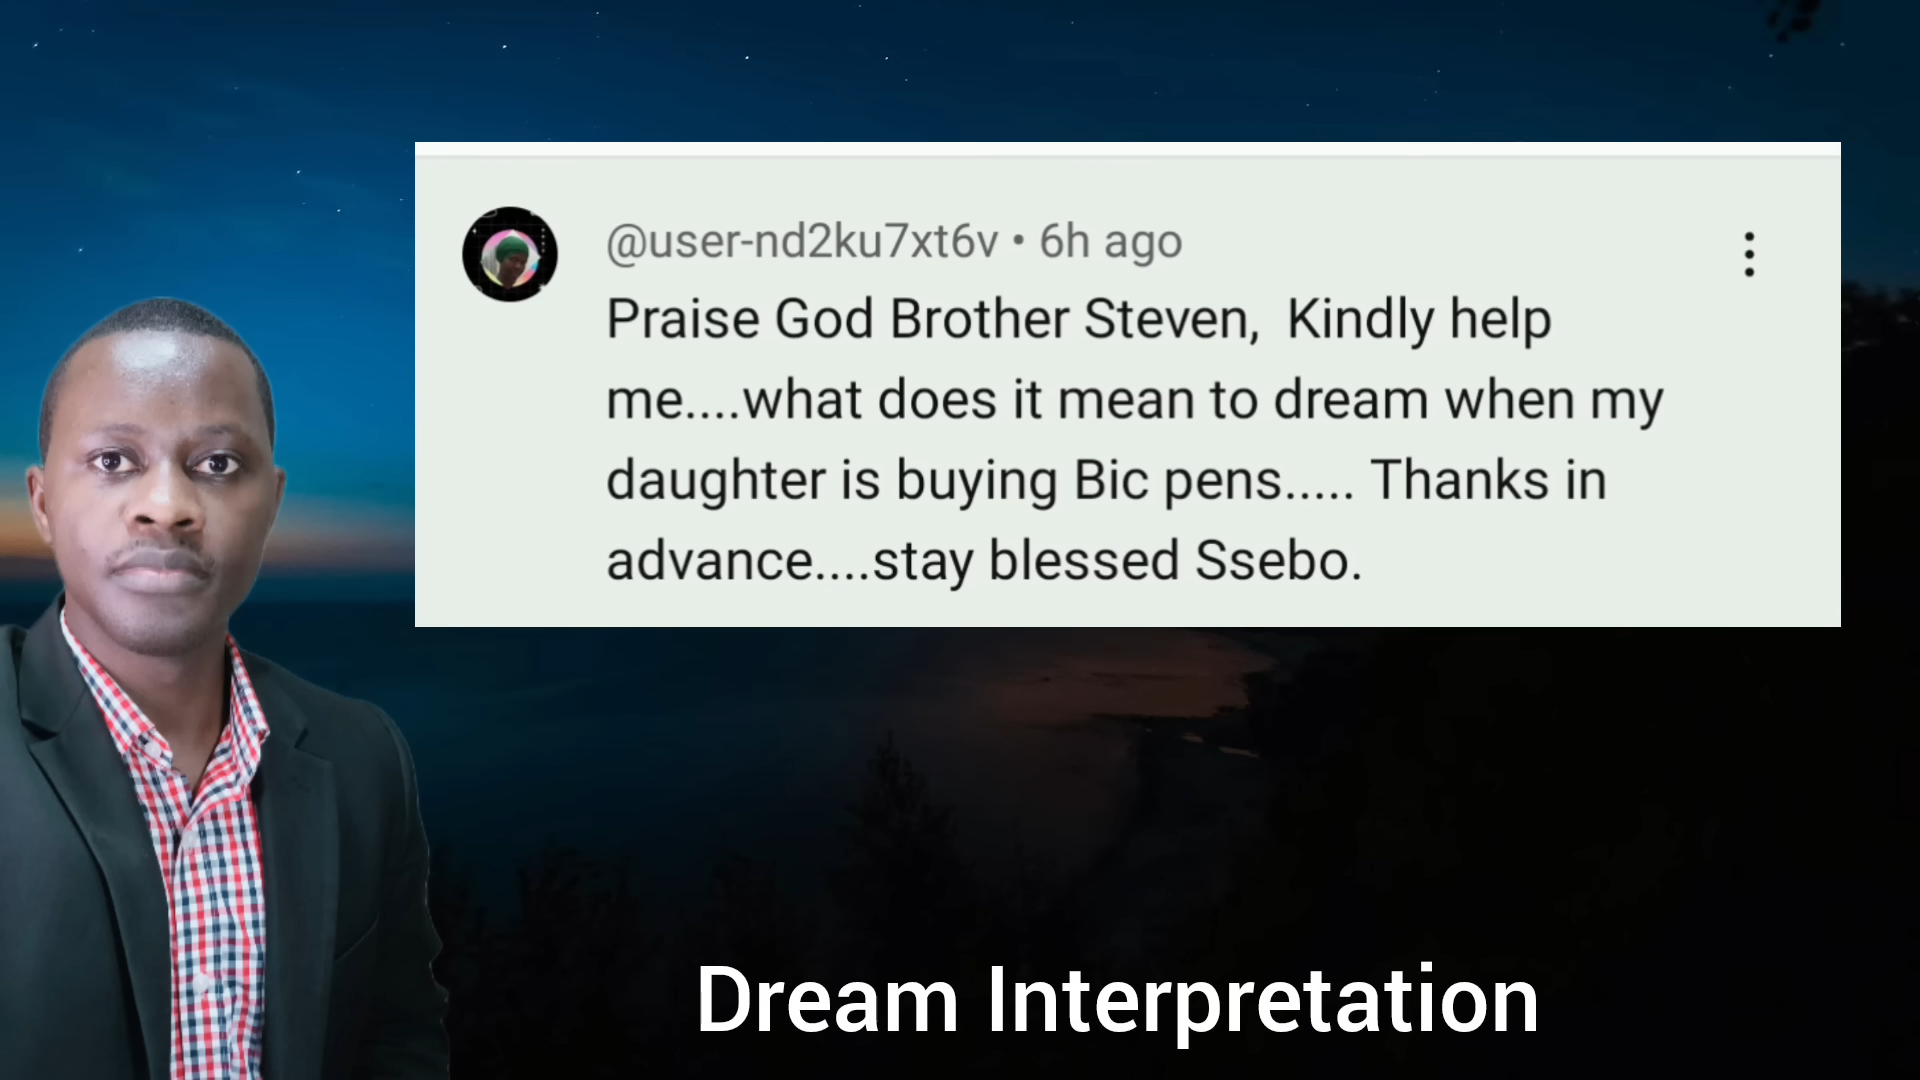 @user-nd2ku7xt6v • 6h ago
Praise God Brother Steven,  Kindly help
me....what does it mean to dream when my
daughter is buying Bic pens..... Thanks in
advance....stay blessed Ssebo.
Dream Interpretation